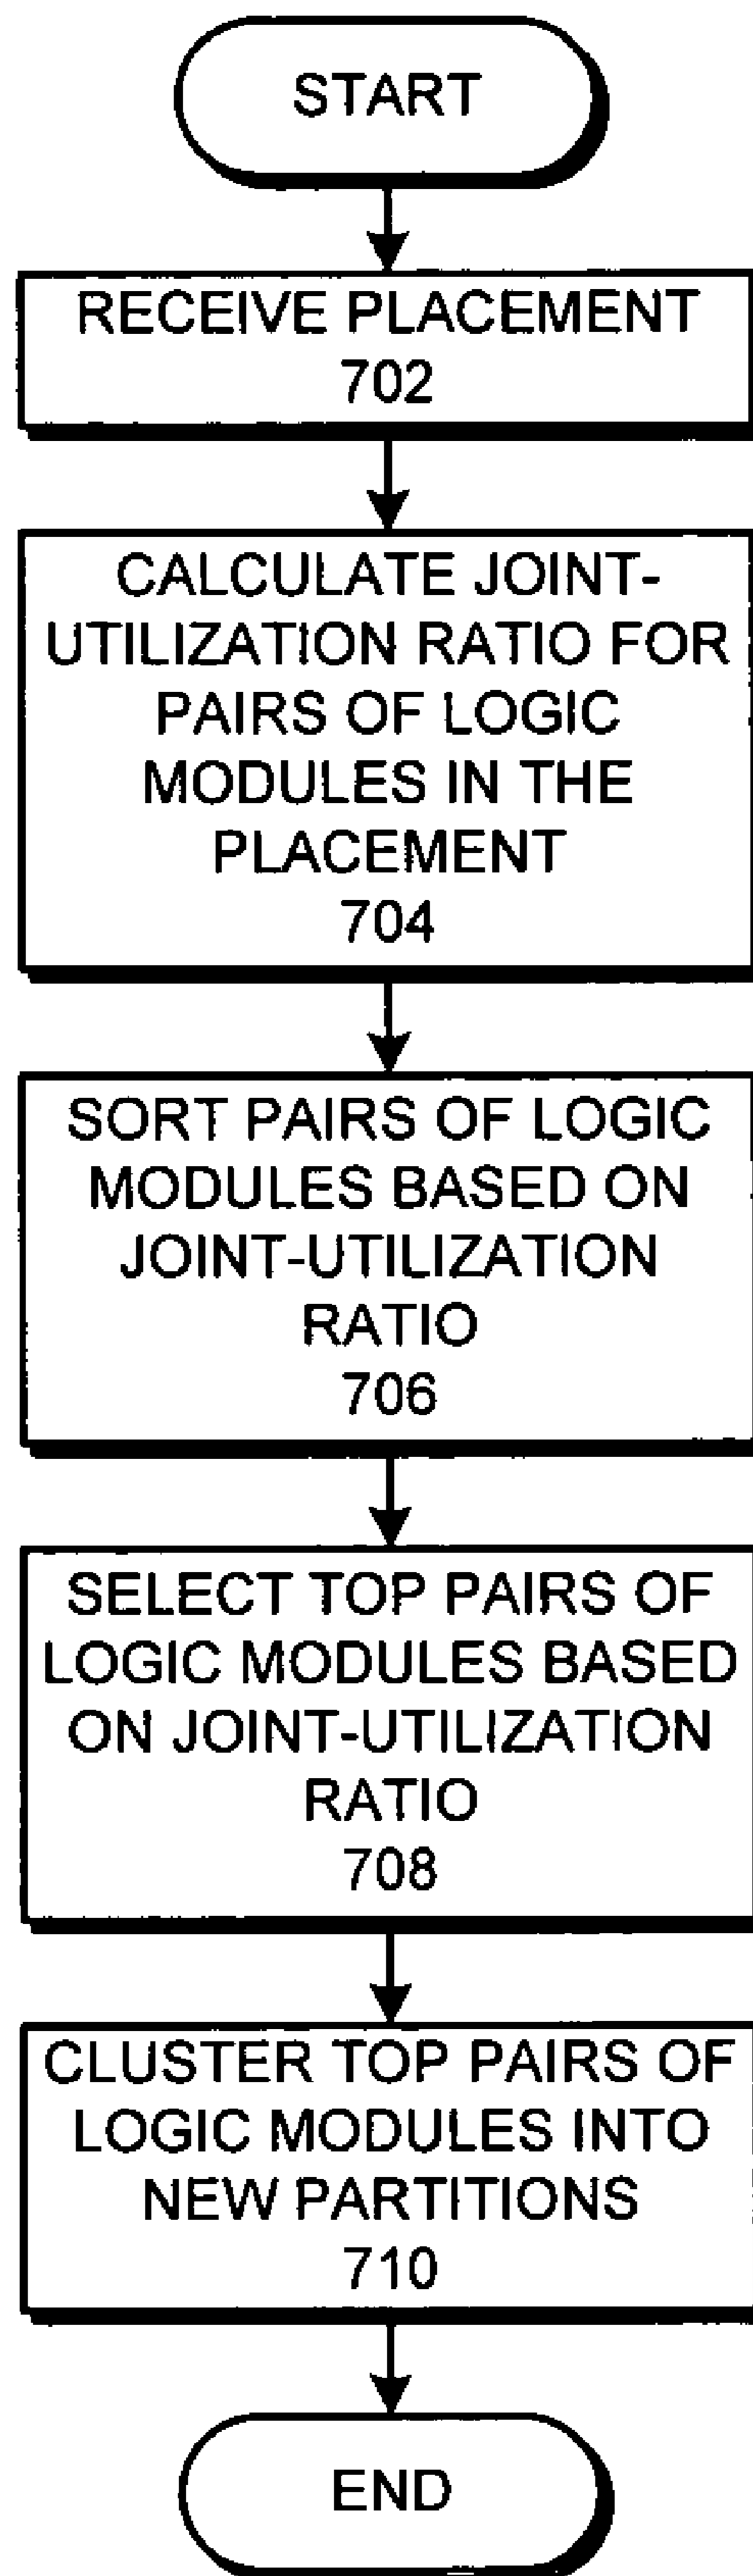 START
RECEIVE PLACEMENT
702
CALCULATE JOINT-
UTILIZATION RATIO FOR
PAIRS OF LOGIC
MODULES IN THE
PLACEMENT
704
SORT PAIRS OF LOGIC
MODULES BASED ON
JOINT-UTILIZATION
RATIO
706
SELECT TOP PAIRS OF
LOGIC MODULES BASED
ON JOINT-UTILIZATION
RATIO
708
CLUSTER TOP PAIRS OF
LOGIC MODULES INTO
NEW PARTITIONS
710
END